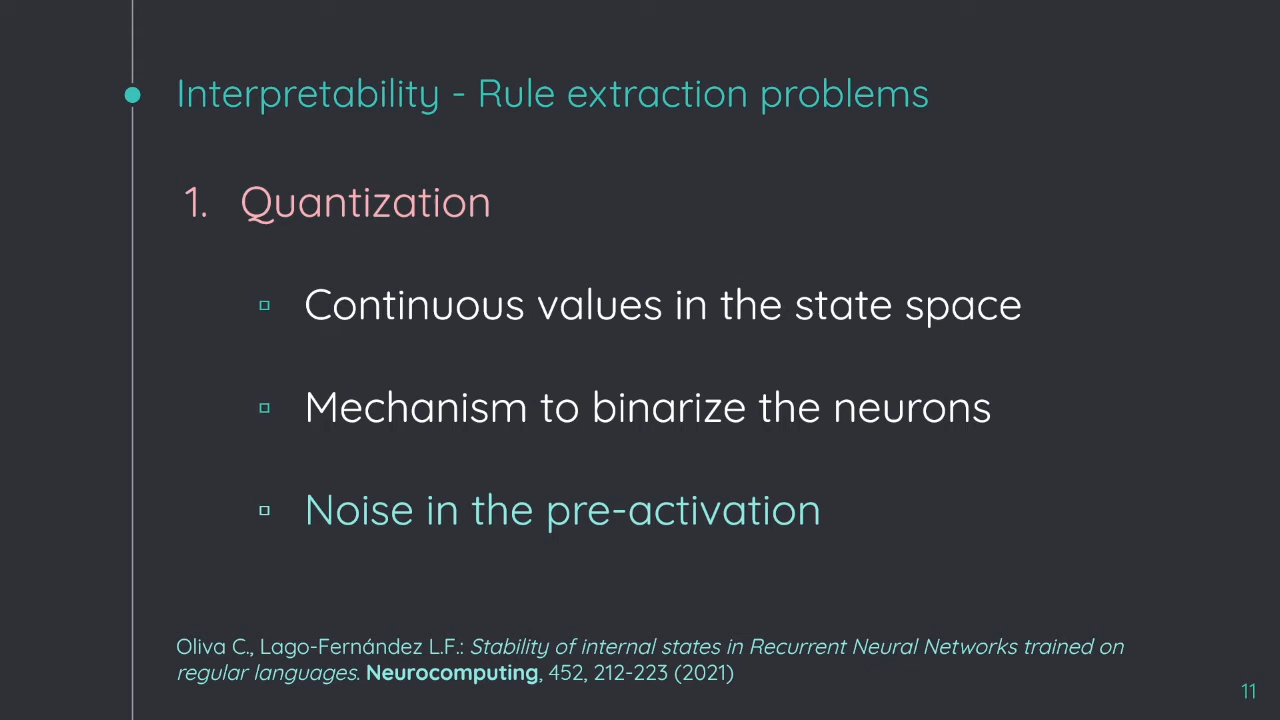 Interpretability - Rule extraction problems
1. Quantization
▫ Continuous values in the state space
▫ Mechanism to binarize the neurons
▫ Noise in the pre-activation
Oliva C., Lago-Fernández L.F.: Stability of internal states in Recurrent Neural Networks trained on
regular languages. Neurocomputing, 452, 212-223 (2021)
11